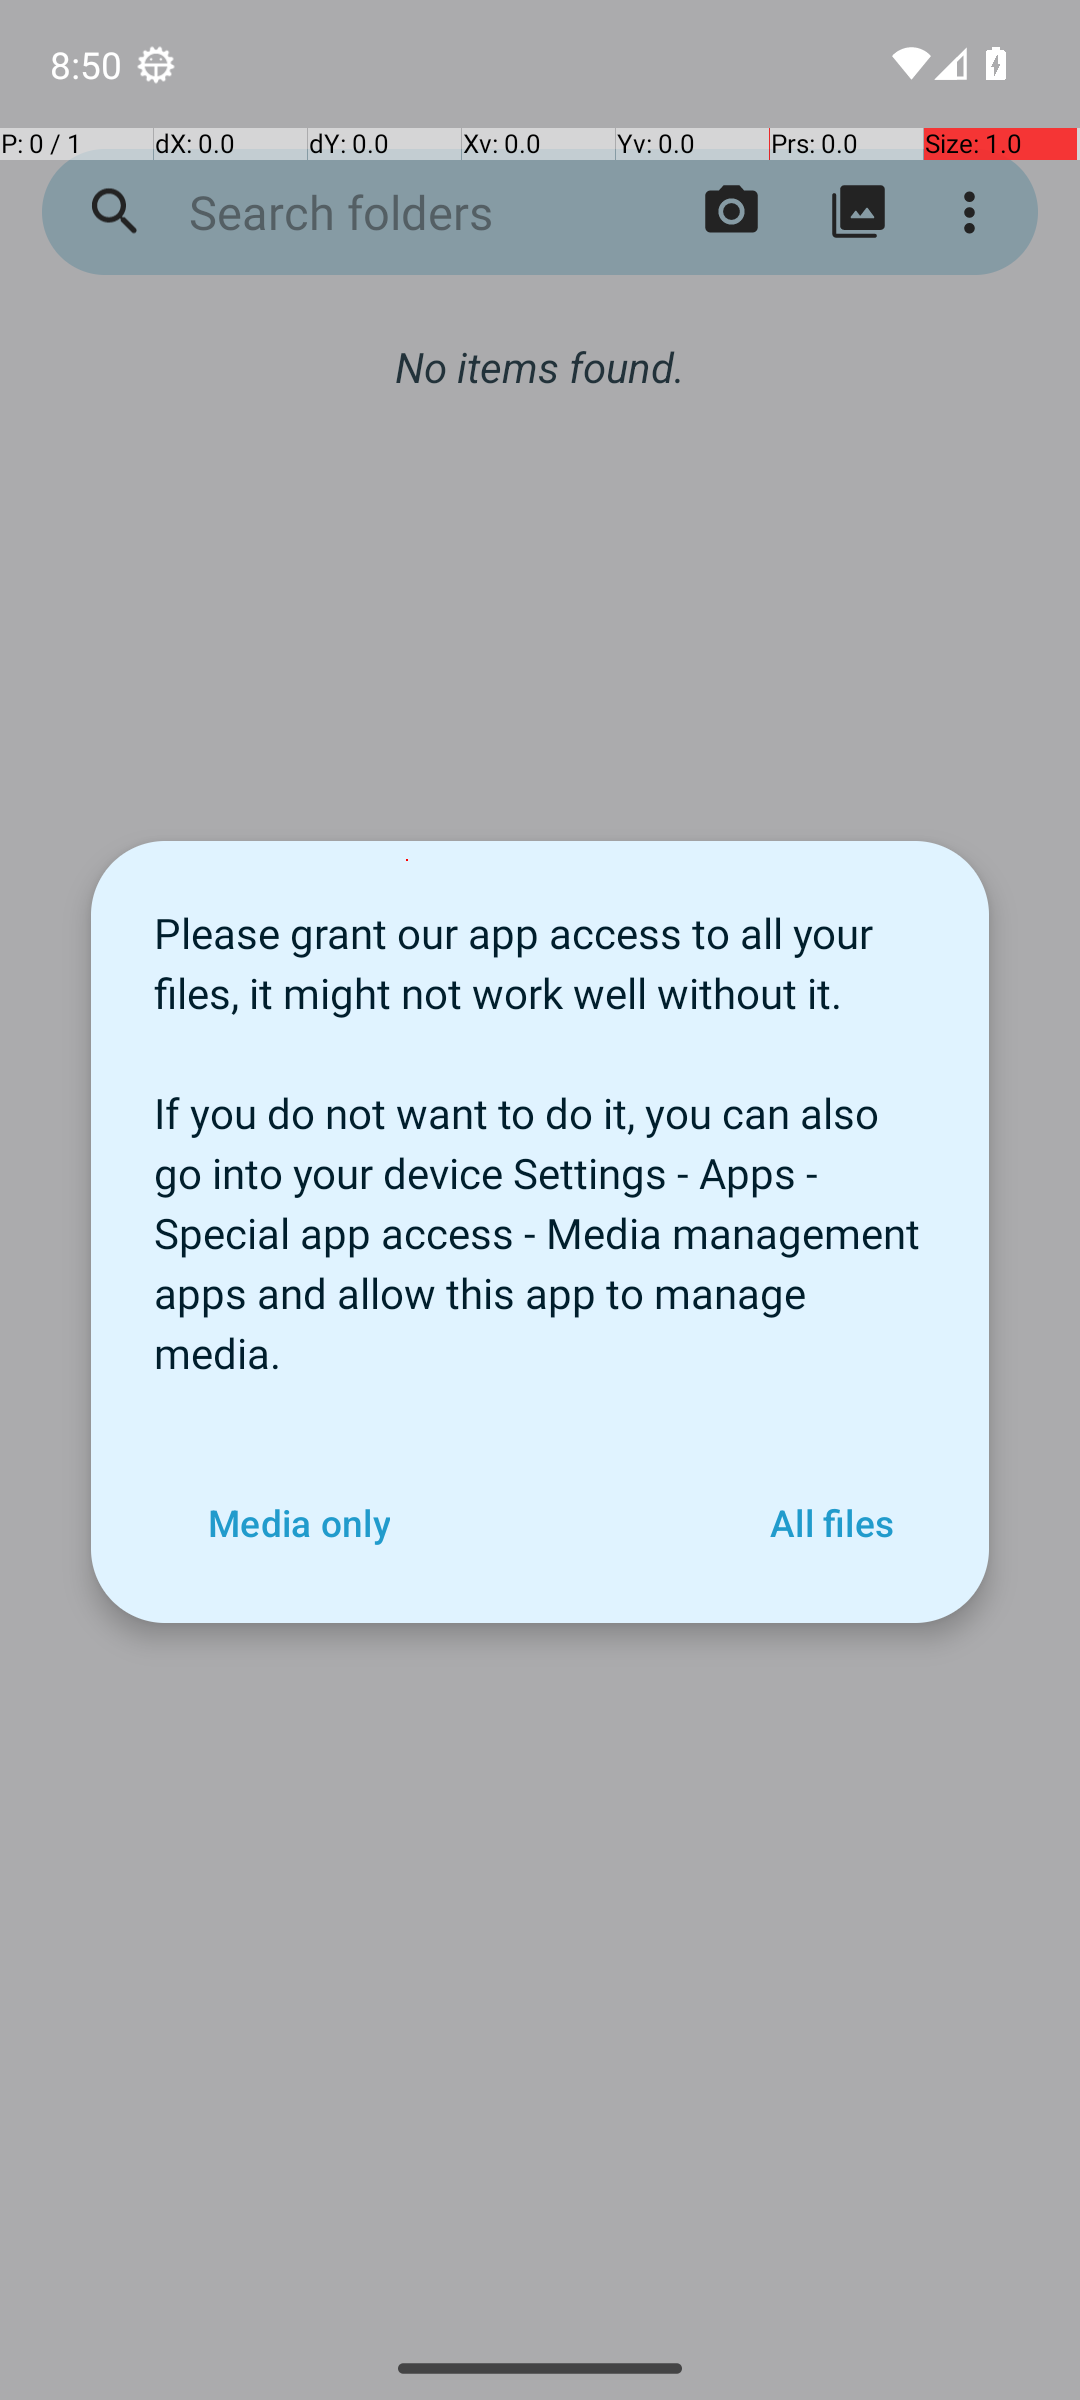 8:50
P: 0 / 1 dX: 0.0 dY: 0.0 Xv: 0.0 Yv: 0.0 Prs: 0.0 Size: 1.0
Search folders
No items found.
Please grant our app access to all your
files, it might not work well without it.
If you do not want to do it, you can also
go into your device Settings - Apps -
Special app access - Media management
apps and allow this app to manage
media.
Media only All files